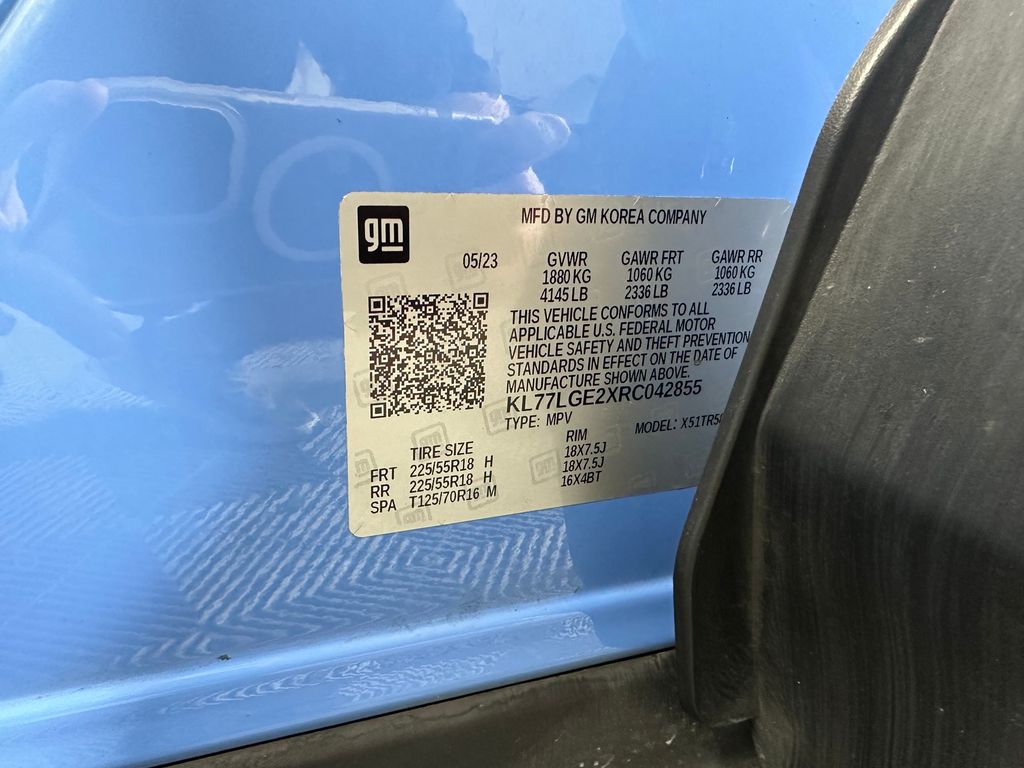 gm
MFD BY GM KOREA COMPANY
05/23 GVWR GAWR FRT GAWR RR
1880 KG 1060 KG 1060 KG
4145 LB 2336 LB 2336 LB
THIS VEHICLE CONFORMS TO ALL
APPLICABLE U.S. FEDERAL MOTOR
VEHICLE SAFETY AND THEFT PREVENTION
STANDARDS IN EFFECT ON THE DATE OF
MANUFACTURE SHOWN ABOVE.
KL77LGE2XRC042855
TYPE: MPV MODEL: X51TR5
TIRE SIZE RIM
FRT 225/55R18 H 18X7.5J
RR 225/55R18 H 18X7.5J
SPA T125/70R16 M 16X4BT